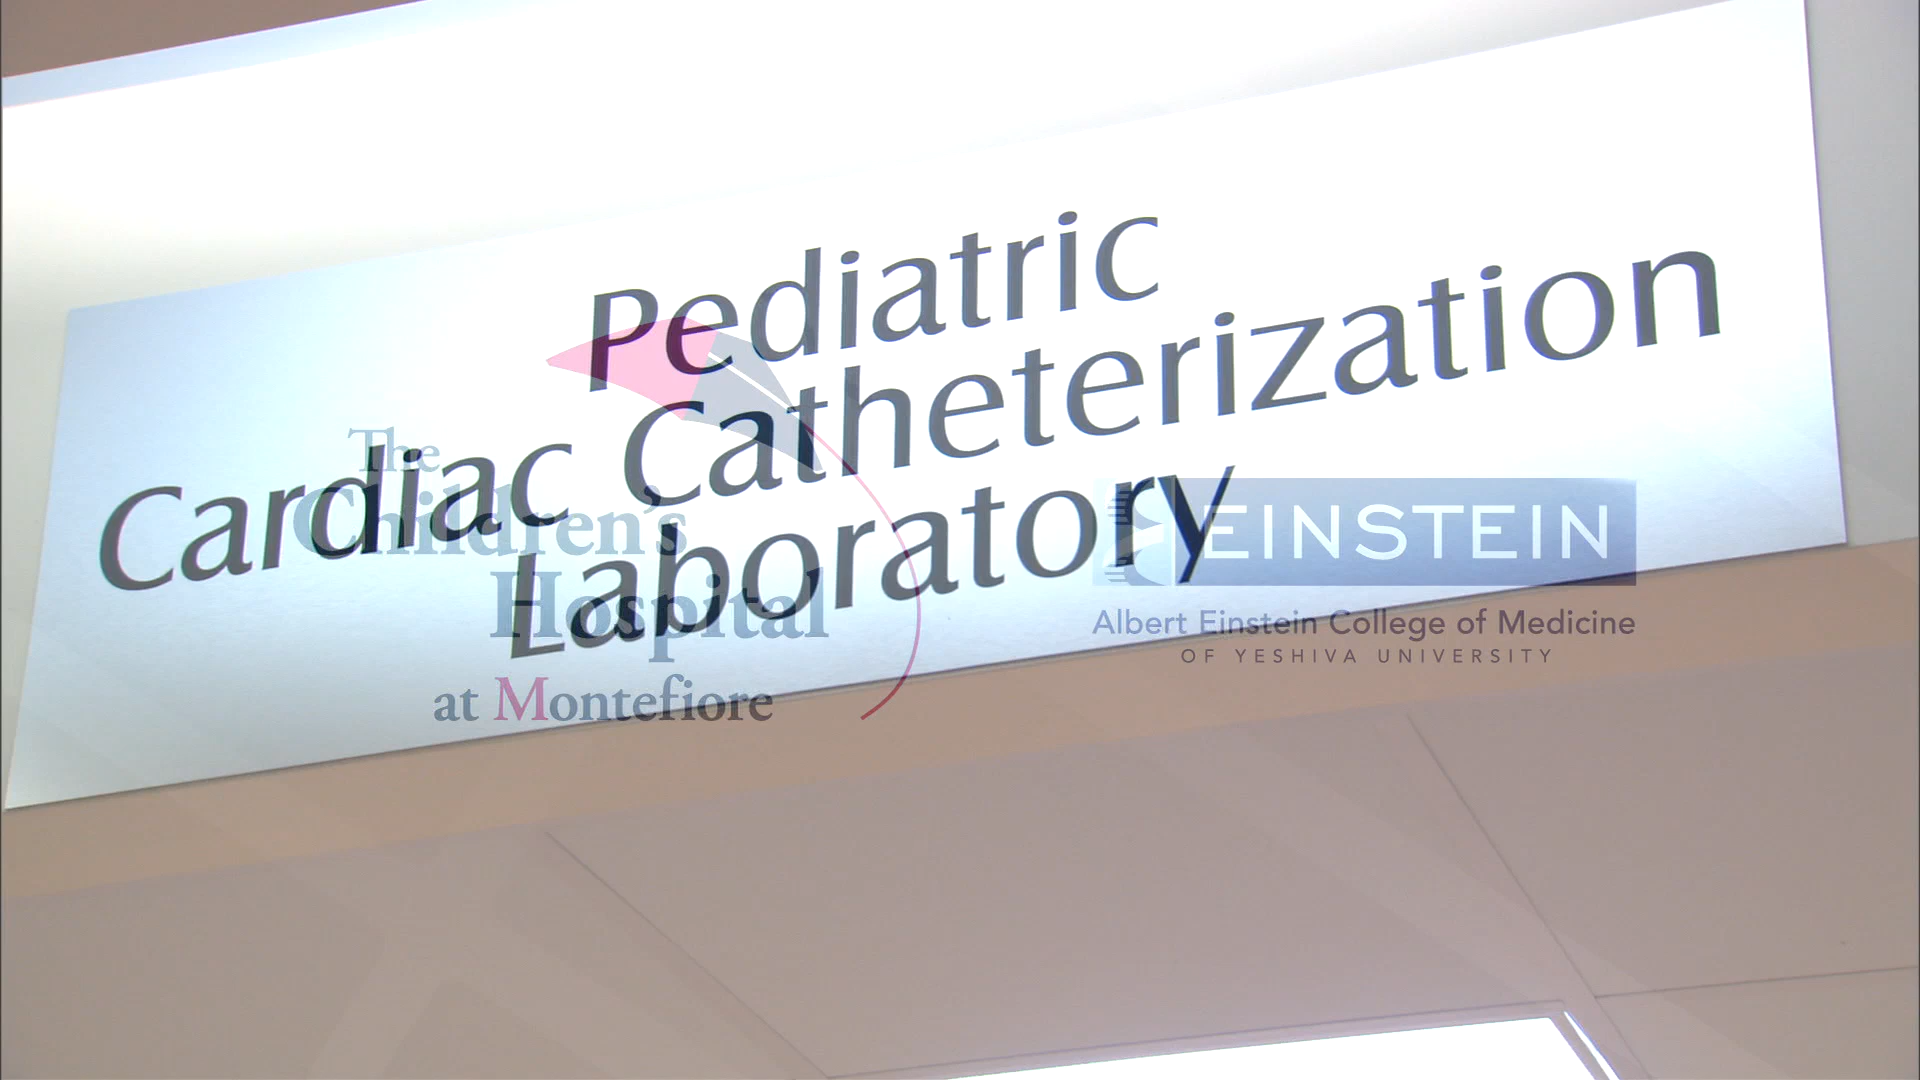 Pediatric
Cardiac Catheterization
Laboratory
The
Children's
Hospital
at Montefiore
EINSTEIN
Albert Einstein College of Medicine
OF YESHIVA UNIVERSITY